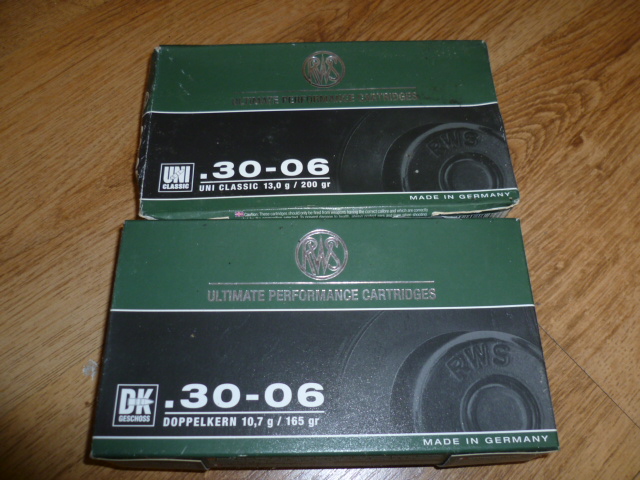 RWS
ULTIMATE PERFORMANCE CARTRIDGES
RWS
UNI
CLASSIC
.30-06
UNI CLASSIC 13,0 g / 200 gr
MADE IN GERMANY
RWS
ULTIMATE PERFORMANCE CARTRIDGES
RWS
DK
GESCHOSS
.30-06
DOPPELKERN 10,7 g / 165 gr
MADE IN GERMANY